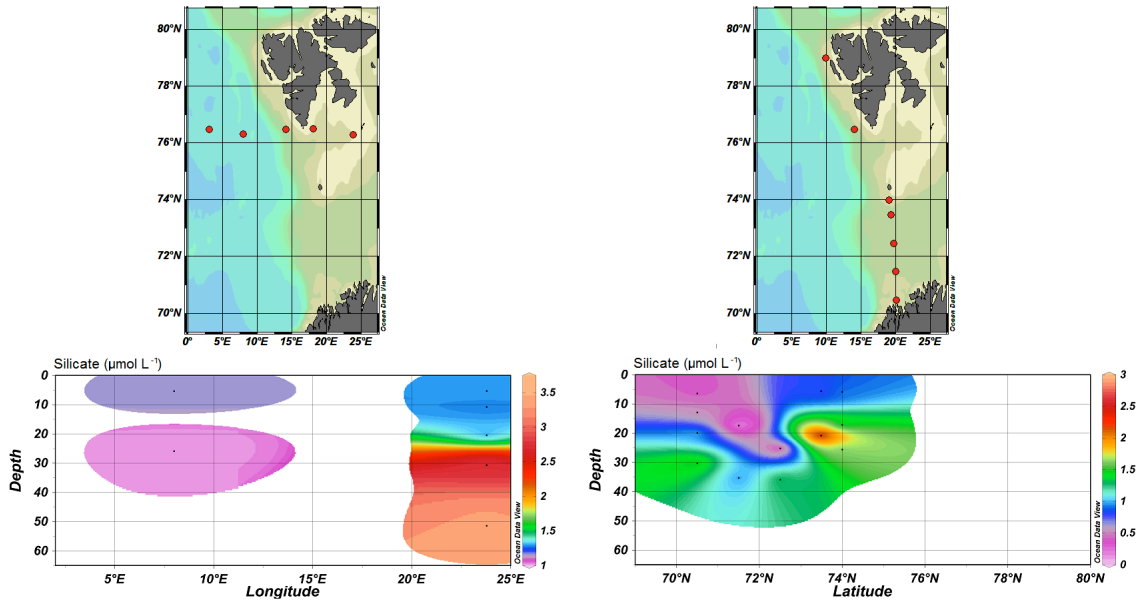 80°N
78°N
76°N
74°N
72°N
70°N
0°
5°E
10°E
15°E
20°E
25°E
Ocean Data View
80°N
78°N
76°N
74°N
72°N
70°N
0°
5°E
10°E
15°E
20°E
25°E
Ocean Data View
Silicate (µmol L⁻¹)
0
10
20
30
40
50
60
Depth
5°E
10°E
15°E
20°E
25°E
Longitude
Ocean Data View
3.5
3
2.5
2
1.5
1
Silicate (µmol L⁻¹)
0
10
20
30
40
50
60
Depth
70°N
72°N
74°N
76°N
78°N
80°N
Latitude
Ocean Data View
3
2.5
2
1.5
1
0.5
0